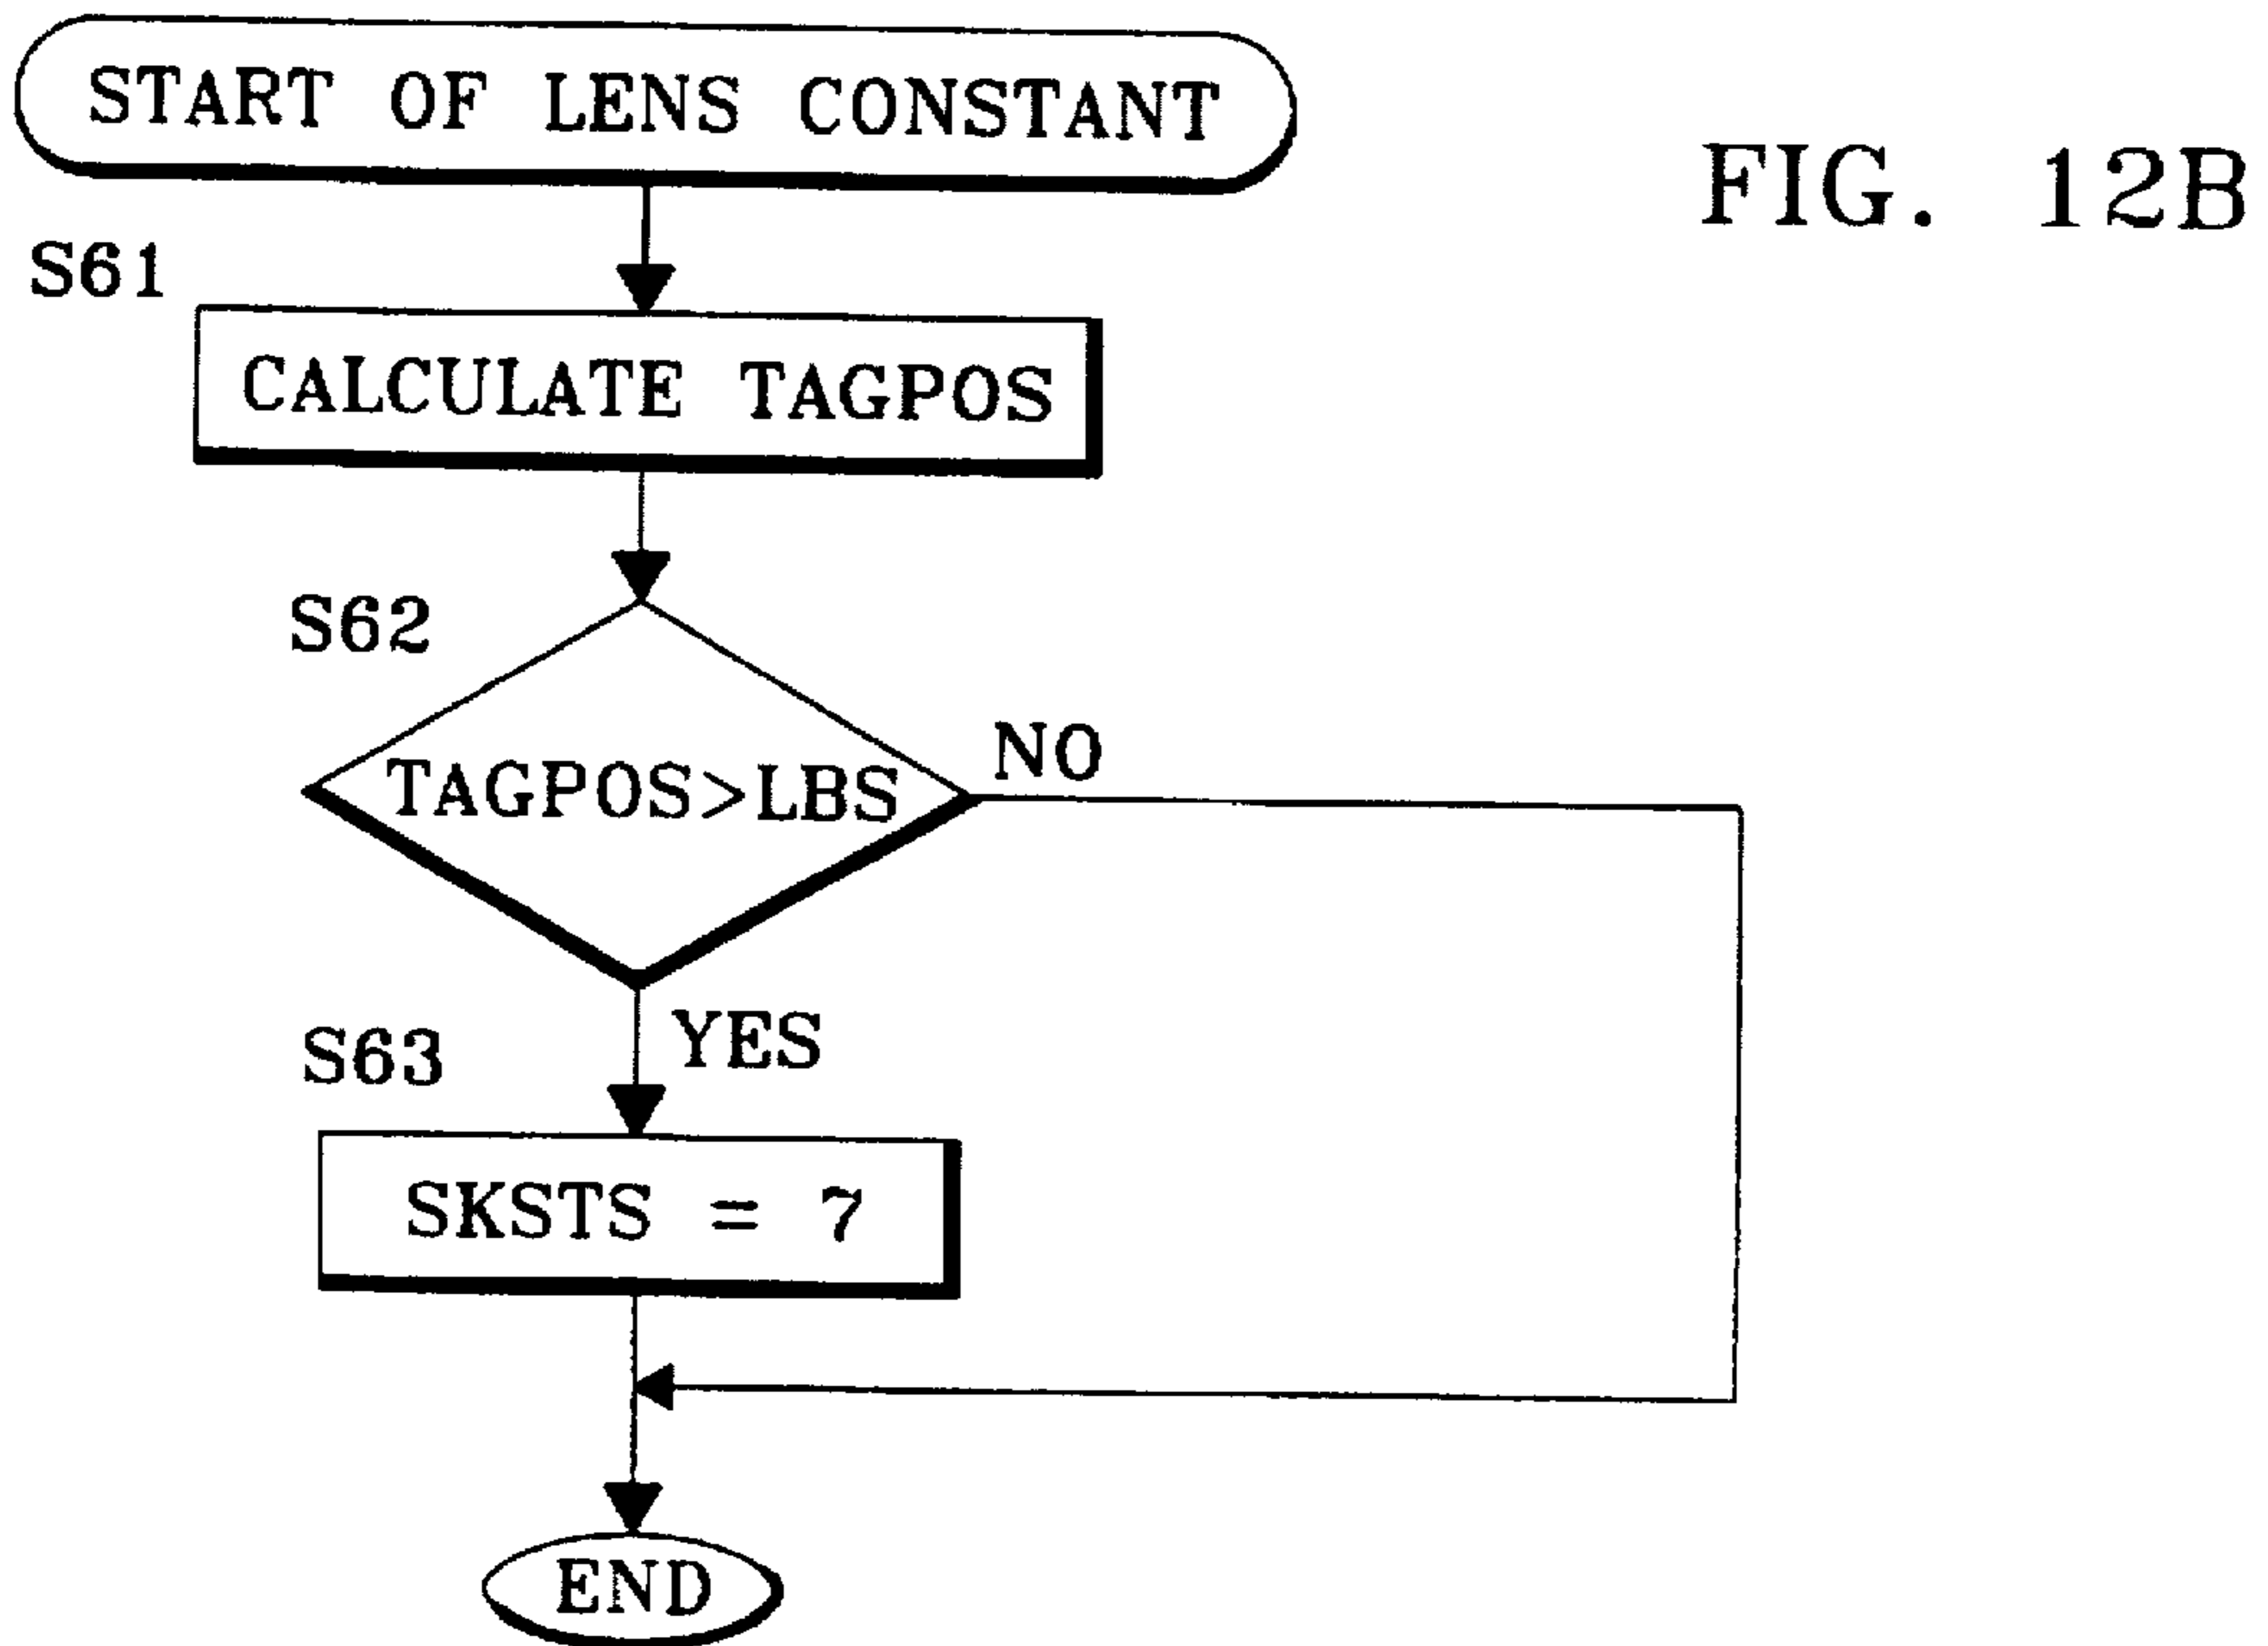 START OF LENS CONSTANT
FIG. 12B
S61
CALCULATE TAGPOS
S62
TAGPOS>LBS
NO
YES
S63
SKSTS = 7
END